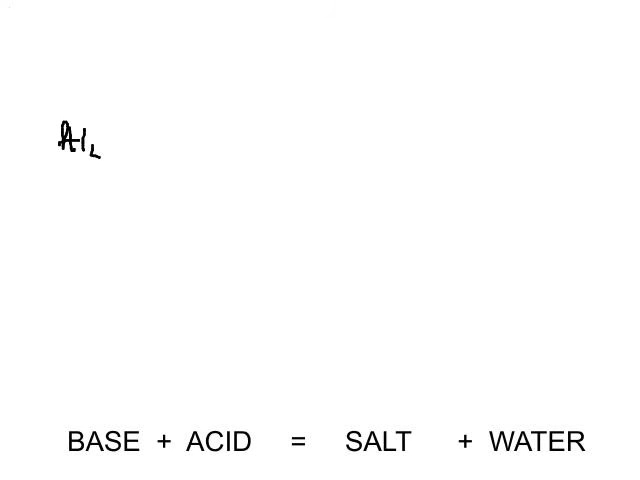 Al
BASE + ACID = SALT + WATER